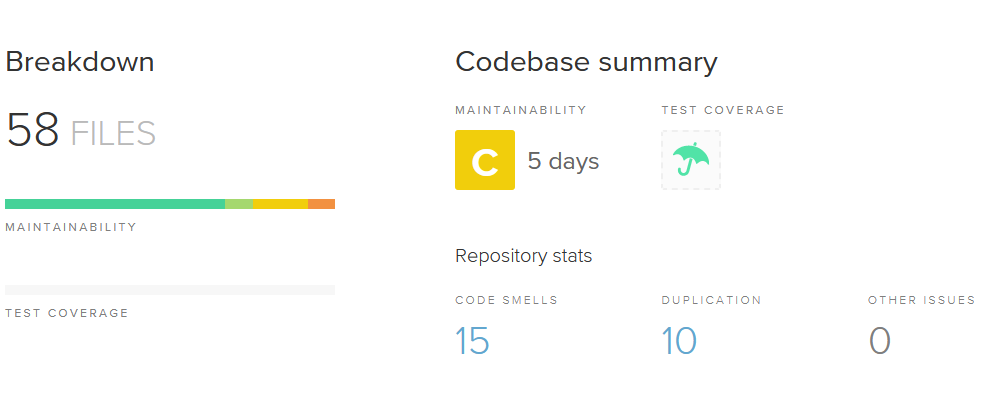 Breakdown
58 FILES
MAINTAINABILITY
TEST COVERAGE
Codebase summary
MAINTAINABILITY TEST COVERAGE
C 5 days
Repository stats
CODE SMELLS DUPLICATION OTHER ISSUES
15 10 0